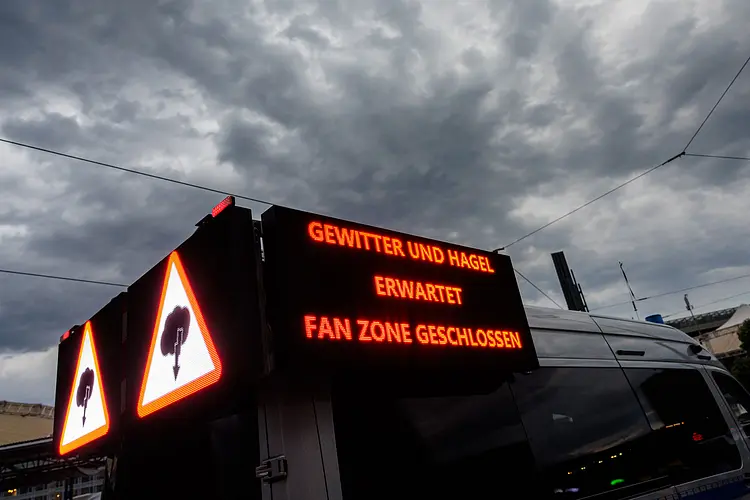 GEWITTER UND HAGEL
ERWARTET
FAN ZONE GESCHLOSSEN